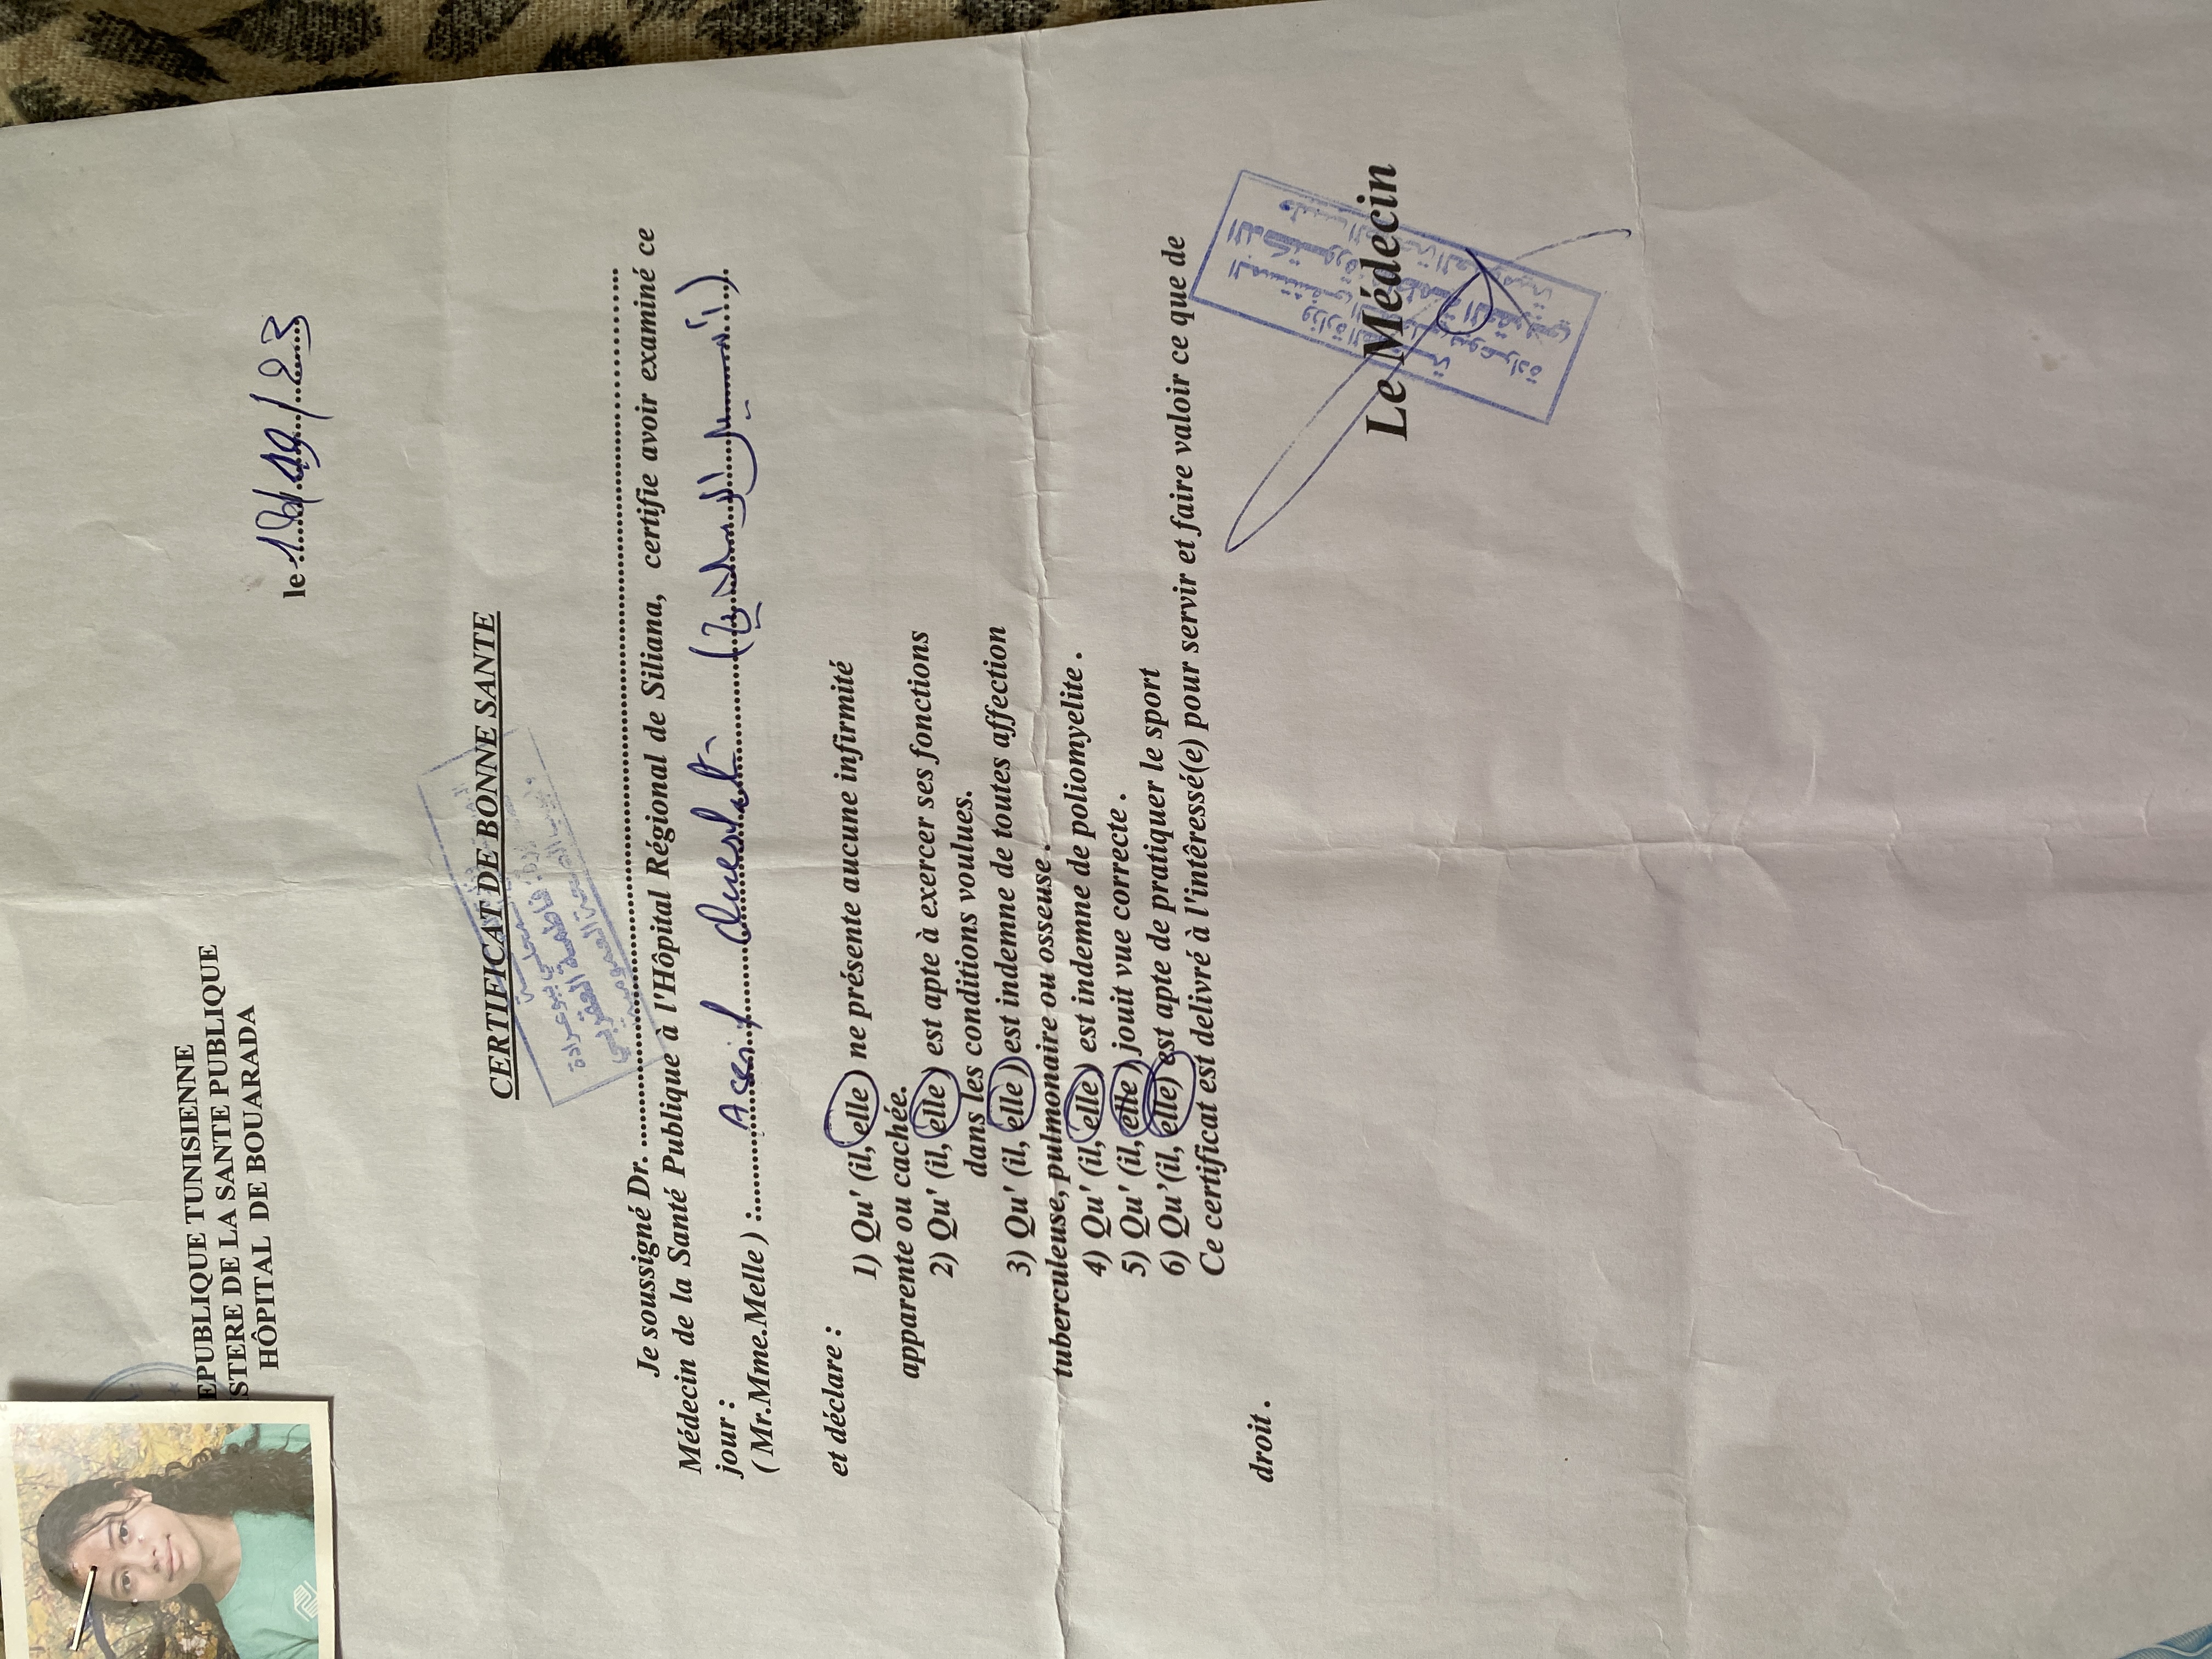 EPUBLIQUE TUNISIENNE
STERE DE LA SANTE PUBLIQUE
HÔPITAL DE BOUARADA
le
CERTIFICAT DE BONNE SANTE
Je soussigné Dr.
Médecin de la Santé Publique à l'Hôpital Régional de Siliana, certifie avoir examiné ce
jour :
( Mr.Mme.Melle ) :
et déclare :
1) Qu' (il, elle ) ne présente aucune infirmité
apparente ou cachée.
2) Qu' (il, elle ) est apte à exercer ses fonctions
dans les conditions voulues.
3) Qu' (il, elle ) est indemne de toutes affection
tuberculeuse, pulmonaire ou osseuse .
4) Qu' (il, elle ) est indemne de poliomyelite .
5) Qu' (il, elle ) jouit vue correcte .
6) Qu’(il, elle) est apte de pratiquer le sport
Ce certificat est delivré à l'intêressé(e) pour servir et faire valoir ce que de
droit .
Le Médecin
وزارة الصحة